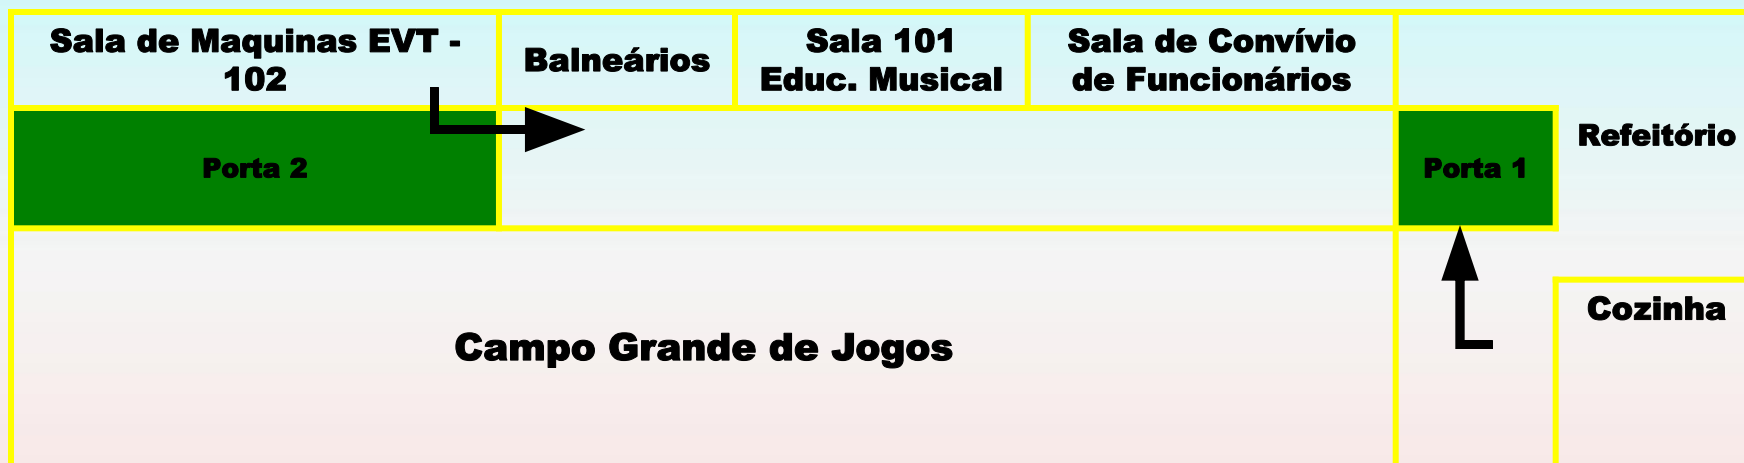 Sala de Maquinas EVT -
102
Balneários
Sala 101
Educ. Musical
Sala de Convívio
de Funcionários
Refeitório
Porta 2
Porta 1
Cozinha
Campo Grande de Jogos